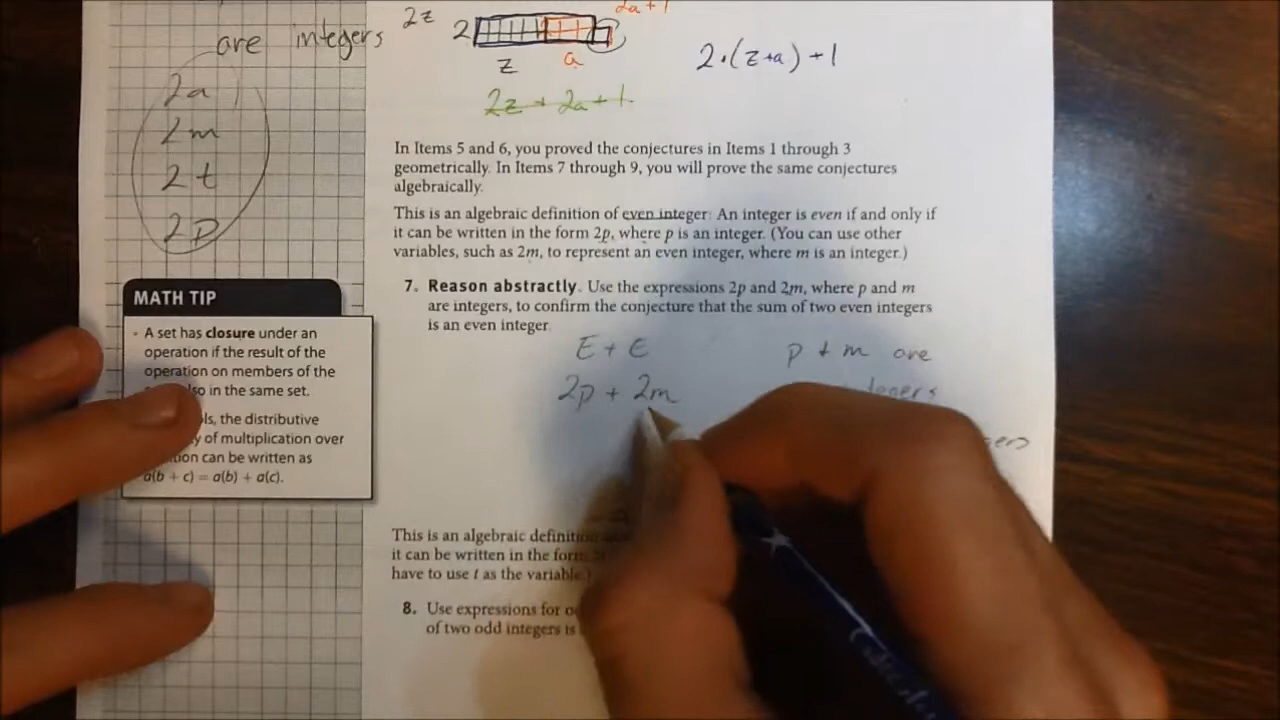 are integers
2a
2m
2t
2p
2z
2
2a+1
z
a
2·(z+a)+1
2z + 2a + 1
In Items 5 and 6, you proved the conjectures in Items 1 through 3
geometrically. In Items 7 through 9, you will prove the same conjectures
algebraically.
This is an algebraic definition of even integer: An integer is even if and only if
it can be written in the form 2p, where p is an integer. (You can use other
variables, such as 2m, to represent an even integer, where m is an integer.)
7. Reason abstractly. Use the expressions 2p and 2m, where p and m
are integers, to confirm the conjecture that the sum of two even integers
is an even integer.
E + E
2p + 2m
p + m are
MATH TIP
• A set has closure under an
operation if the result of the
operation on members of the
also in the same set.
the distributive
of multiplication over
can be written as
a(b + c) = a(b) + a(c).
This is an algebraic
it can be written in the form
have to use t as the variable.)
8. Use expressions for
of two odd integers is